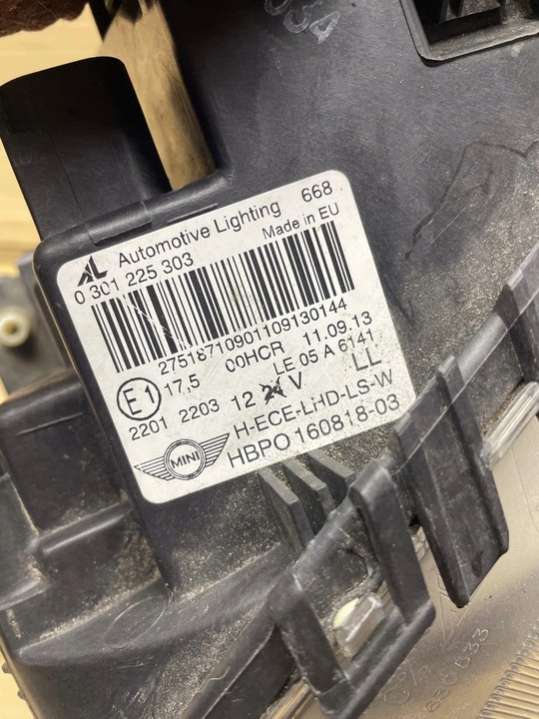 AL Automotive Lighting 668
0 301 225 303 Made in EU
27518710901109130144
E1 17,5 00HCR 11.09.13
LE 05 A 6141
2201 2203 12 24 V LL
H-ECE-LHD-LS-W
MINI HBPO 160818-03